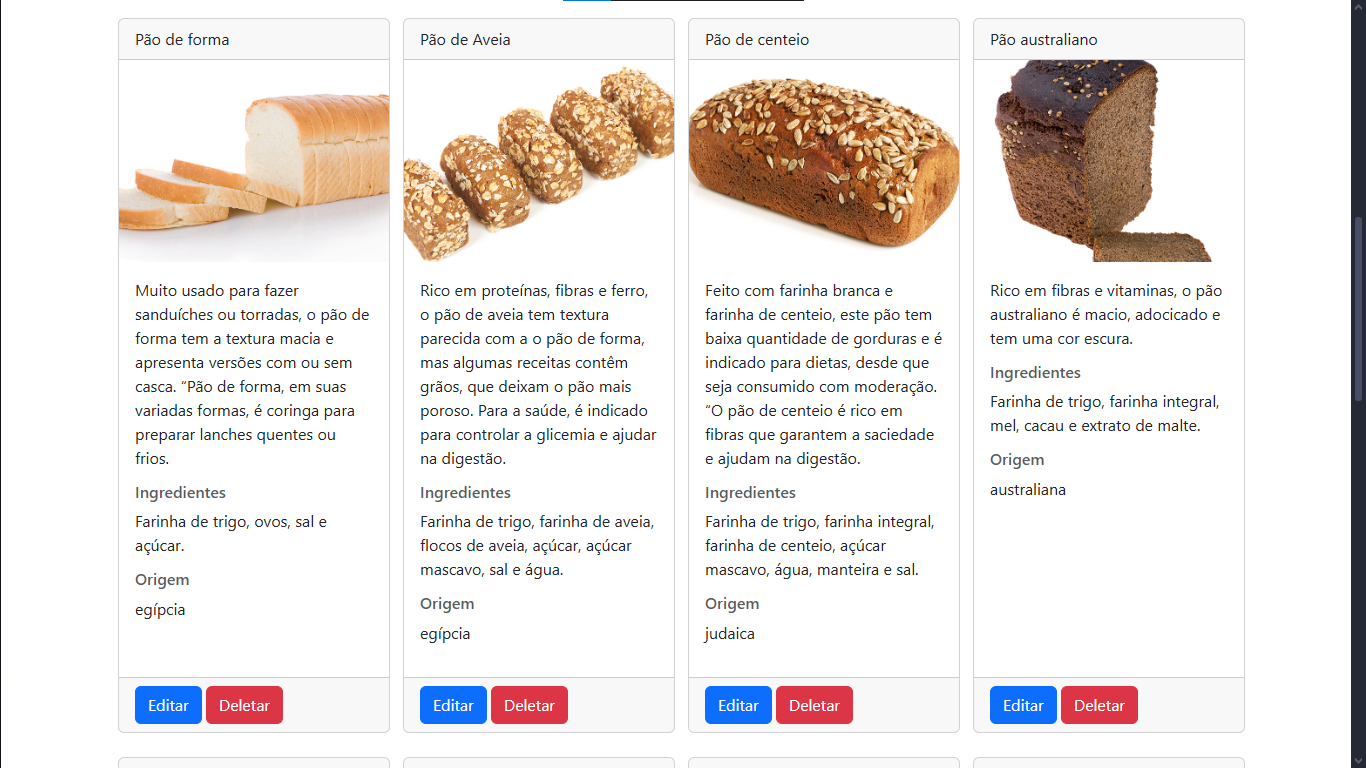 Pão de forma
Muito usado para fazer
sanduíches ou torradas, o pão de
forma tem a textura macia e
apresenta versões com ou sem
casca. “Pão de forma, em suas
variadas formas, é coringa para
preparar lanches quentes ou
frios.
Ingredientes
Farinha de trigo, ovos, sal e
açúcar.
Origem
egípcia
Editar
Deletar
Pão de Aveia
Rico em proteínas, fibras e ferro,
o pão de aveia tem textura
parecida com a o pão de forma,
mas algumas receitas contêm
grãos, que deixam o pão mais
poroso. Para a saúde, é indicado
para controlar a glicemia e ajudar
na digestão.
Ingredientes
Farinha de trigo, farinha de aveia,
flocos de aveia, açúcar, açúcar
mascavo, sal e água.
Origem
egípcia
Editar
Deletar
Pão de centeio
Feito com farinha branca e
farinha de centeio, este pão tem
baixa quantidade de gorduras e é
indicado para dietas, desde que
seja consumido com moderação.
“O pão de centeio é rico em
fibras que garantem a saciedade
e ajudam na digestão.
Ingredientes
Farinha de trigo, farinha integral,
farinha de centeio, açúcar
mascavo, água, manteira e sal.
Origem
judaica
Editar
Deletar
Pão australiano
Rico em fibras e vitaminas, o pão
australiano é macio, adocicado e
tem uma cor escura.
Ingredientes
Farinha de trigo, farinha integral,
mel, cacau e extrato de malte.
Origem
australiana
Editar
Deletar